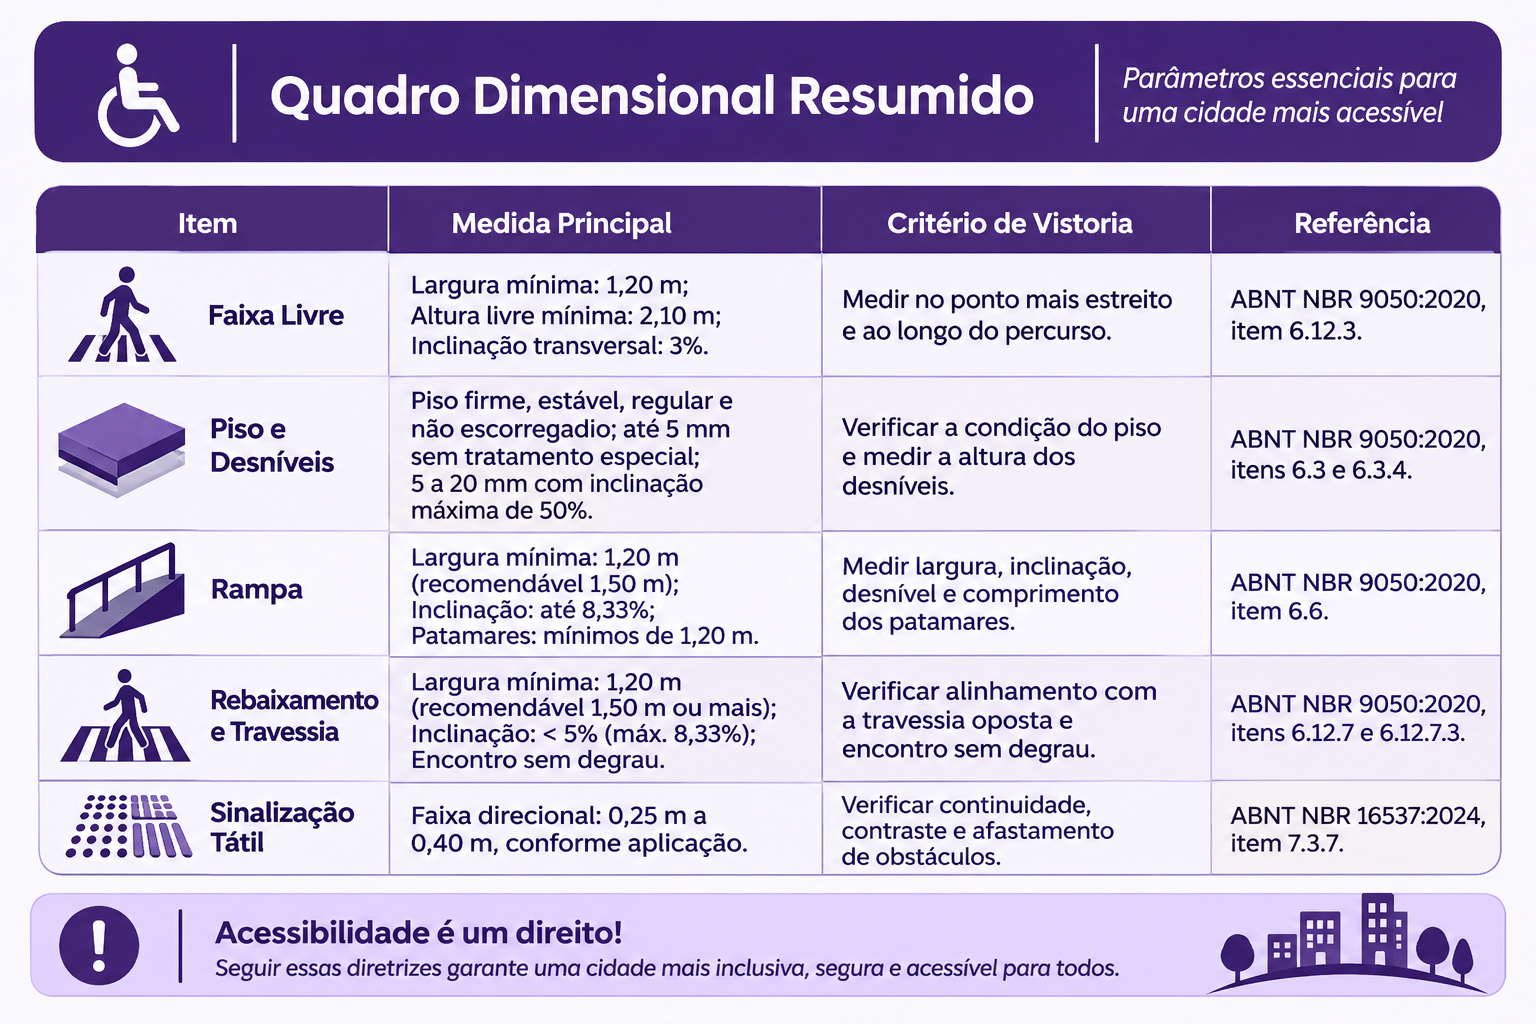 Quadro Dimensional Resumido
Parâmetros essenciais para
uma cidade mais acessível
Item
Medida Principal
Critério de Vistoria
Referência
Faixa Livre
Largura mínima: 1,20 m;
Altura livre mínima: 2,10 m;
Inclinação transversal: 3%.
Medir no ponto mais estreito
e ao longo do percurso.
ABNT NBR 9050:2020,
item 6.12.3.
Piso e
Desníveis
Piso firme, estável, regular e
não escorregadio; até 5 mm
sem tratamento especial;
5 a 20 mm com inclinação
máxima de 50%.
Verificar a condição do piso
e medir a altura dos
desníveis.
ABNT NBR 9050:2020,
itens 6.3 e 6.3.4.
Rampa
Largura mínima: 1,20 m
(recomendável 1,50 m);
Inclinação: até 8,33%;
Patamares: mínimos de 1,20 m.
Medir largura, inclinação,
desnível e comprimento
dos patamares.
ABNT NBR 9050:2020,
item 6.6.
Rebaixamento
e Travessia
Largura mínima: 1,20 m
(recomendável 1,50 m ou mais);
Inclinação: < 5% (máx. 8,33%);
Encontro sem degrau.
Verificar alinhamento com
a travessia oposta e
encontro sem degrau.
ABNT NBR 9050:2020,
itens 6.12.7 e 6.12.7.3.
Sinalização
Tátil
Faixa direcional: 0,25 m a
0,40 m, conforme aplicação.
Verificar continuidade,
contraste e afastamento
de obstáculos.
ABNT NBR 16537:2024,
item 7.3.7.
Acessibilidade é um direito!
Seguir essas diretrizes garante uma cidade mais inclusiva, segura e acessível para todos.